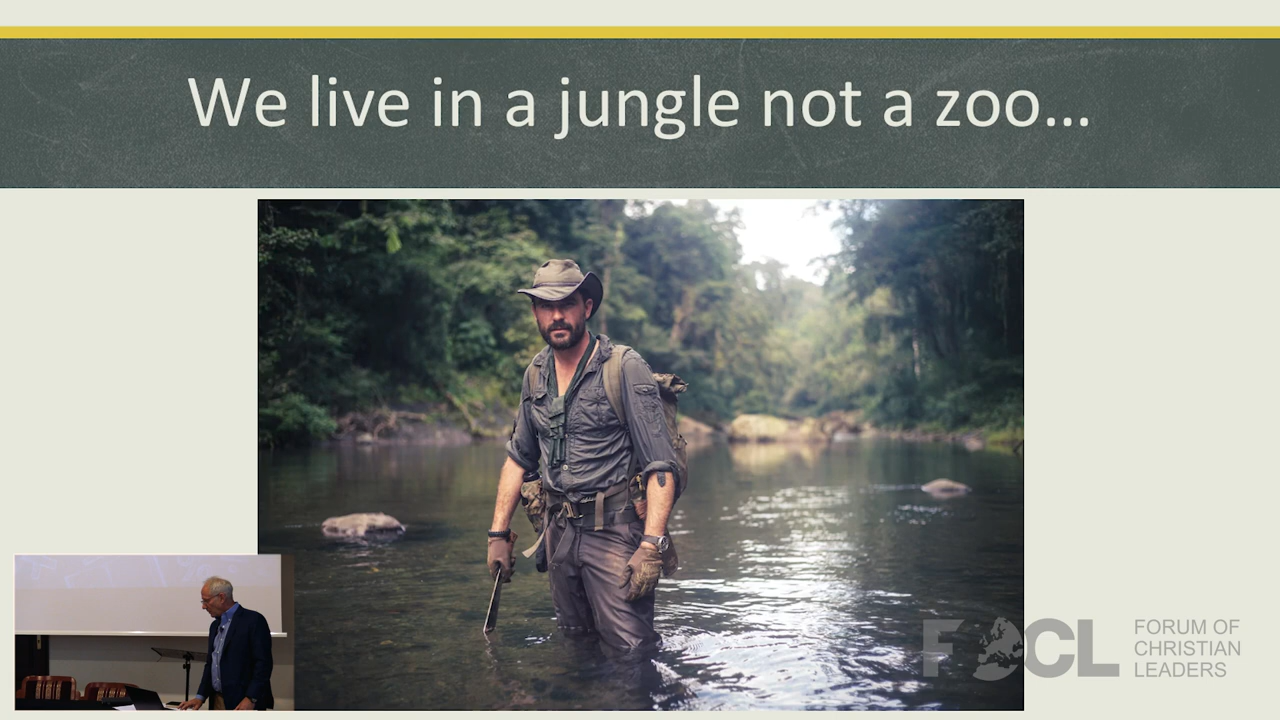 We live in a jungle not a zoo...
FOCL
FORUM OF
CHRISTIAN
LEADERS